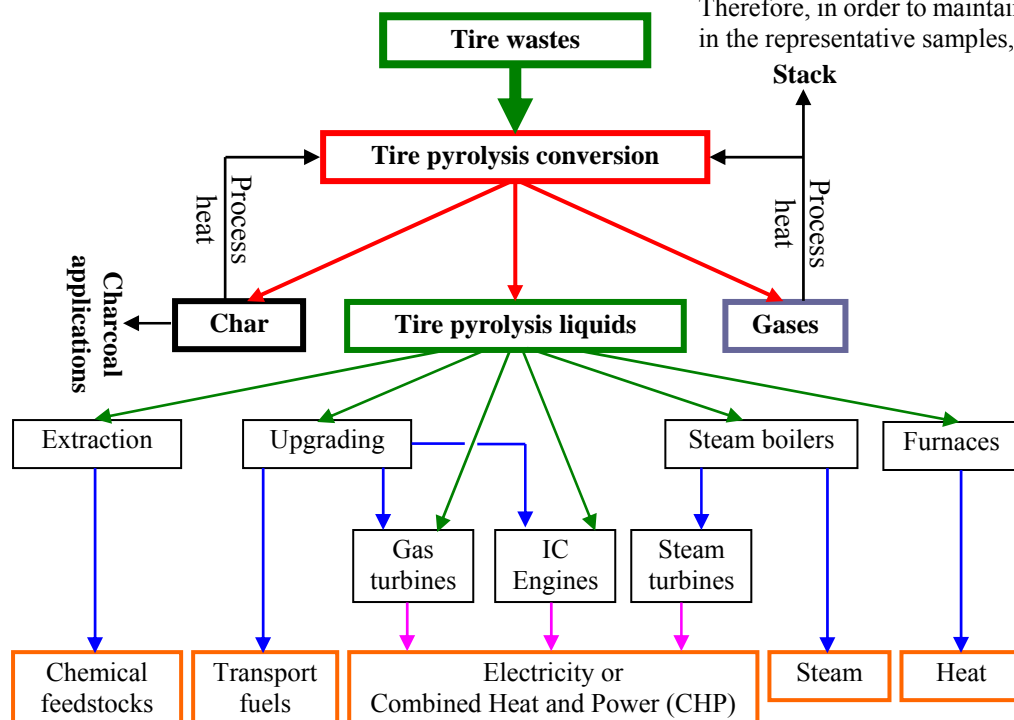 Therefore, in order to maintain
in the representative samples,
Tire wastes
Stack
Tire pyrolysis conversion
Process
heat
Process
heat
Charcoal
applications
Char
Tire pyrolysis liquids
Gases
Extraction
Upgrading
Steam boilers
Furnaces
Gas
turbines
IC
Engines
Steam
turbines
Chemical
feedstocks
Transport
fuels
Electricity or
Combined Heat and Power (CHP)
Steam
Heat